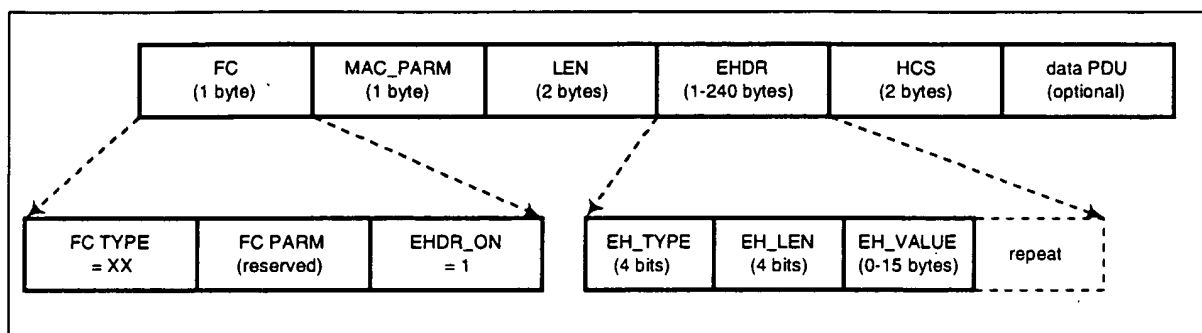 FC
(1 byte)
MAC_PARM
(1 byte)
LEN
(2 bytes)
EHDR
(1-240 bytes)
HCS
(2 bytes)
data PDU
(optional)
FC TYPE
= XX
FC PARM
(reserved)
EHDR_ON
= 1
EH_TYPE
(4 bits)
EH_LEN
(4 bits)
EH_VALUE
(0-15 bytes)
repeat